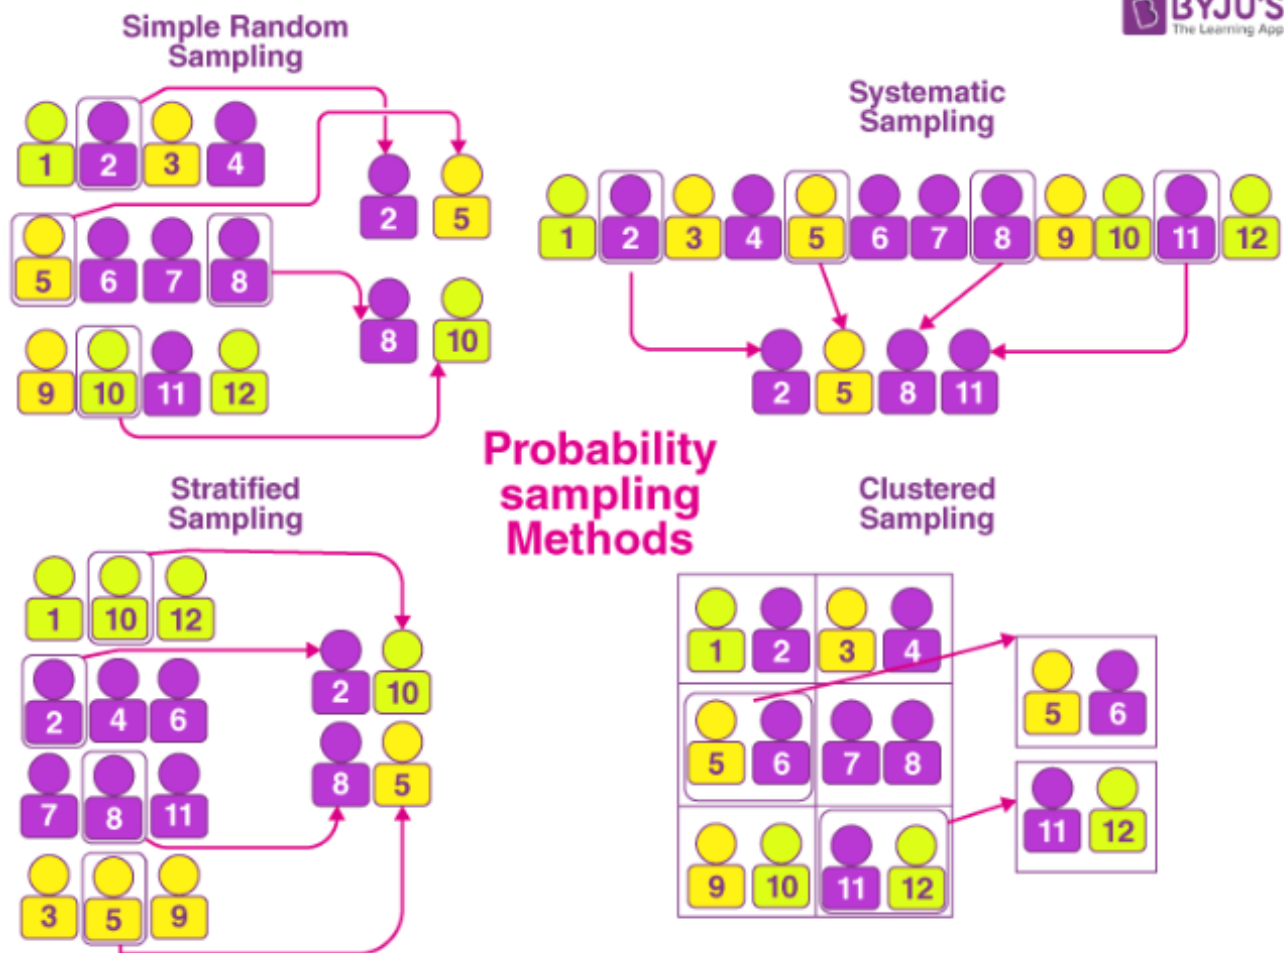 BYJU'S
The Learning App
Simple Random
Sampling
1 2 3 4
2 5
5 6 7 8
8 10
9 10 11 12
Systematic
Sampling
1 2 3 4 5 6 7 8 9 10 11 12
2 5 8 11
Probability
sampling
Methods
Stratified
Sampling
1 10 12
2 4 6
2 10
7 8 11
8 5
3 5 9
Clustered
Sampling
1 2 3 4
5 6 7 8
9 10 11 12
5 6
11 12